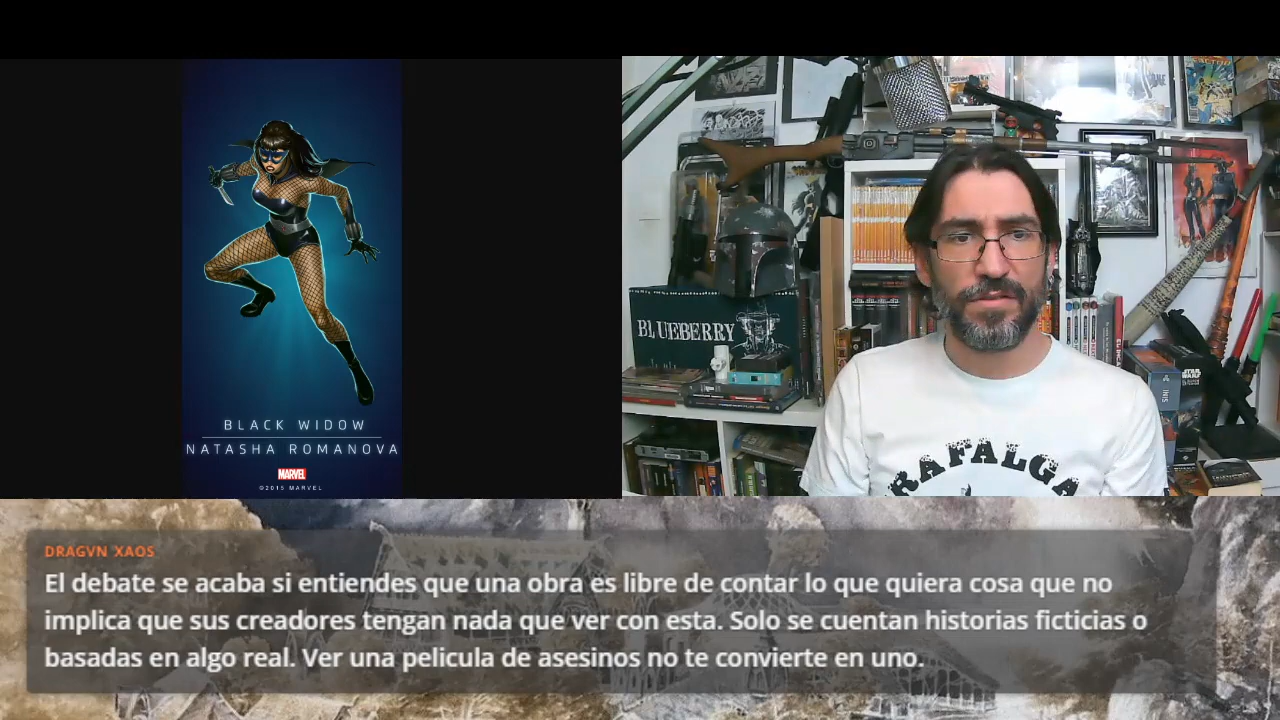 BLACK WIDOW
NATASHA ROMANOVA
MARVEL
©2015 MARVEL
BLUEBERRY
STAR
WARS
RAFALGA
DRAGVN XAOS
El debate se acaba si entiendes que una obra es libre de contar lo que quiera cosa que no
implica que sus creadores tengan nada que ver con esta. Solo se cuentan historias ficticias o
basadas en algo real. Ver una pelicula de asesinos no te convierte en uno.